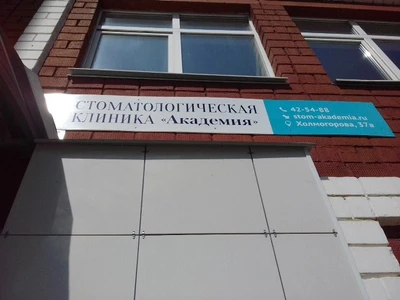 СТОМАТОЛОГИЧЕСКАЯ
КЛИНИКА «Академия»
42-54-88
stom-akademia.ru
Холмогорова, 37а